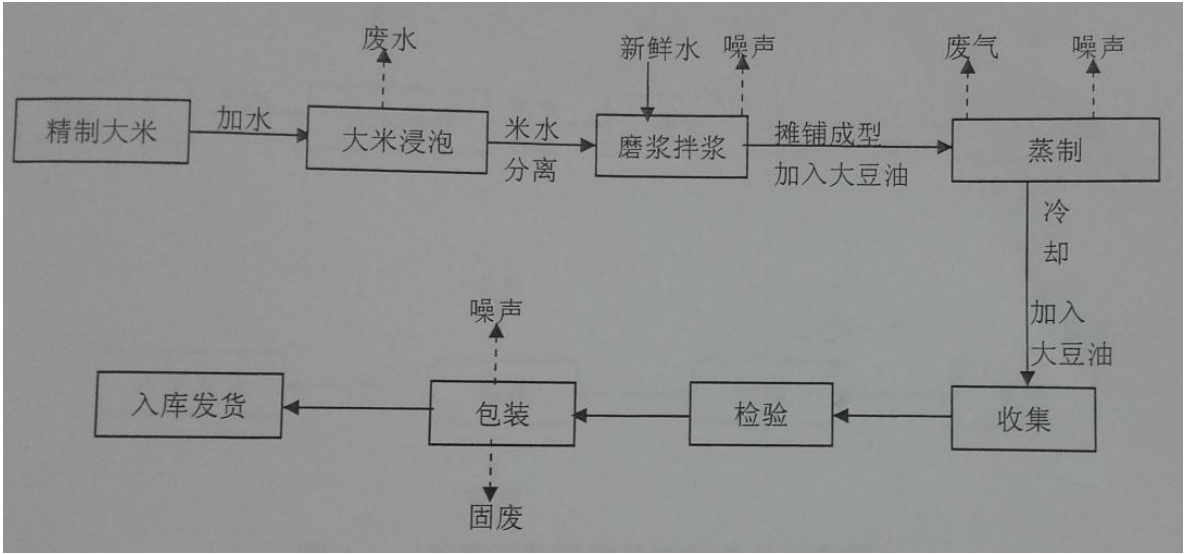 废水
新鲜水
噪声
废气
噪声
精制大米
加水
大米浸泡
米水
分离
磨浆拌浆
摊铺成型
加入大豆油
蒸制
冷
却
加入
大豆油
噪声
入库发货
包装
检验
收集
固废